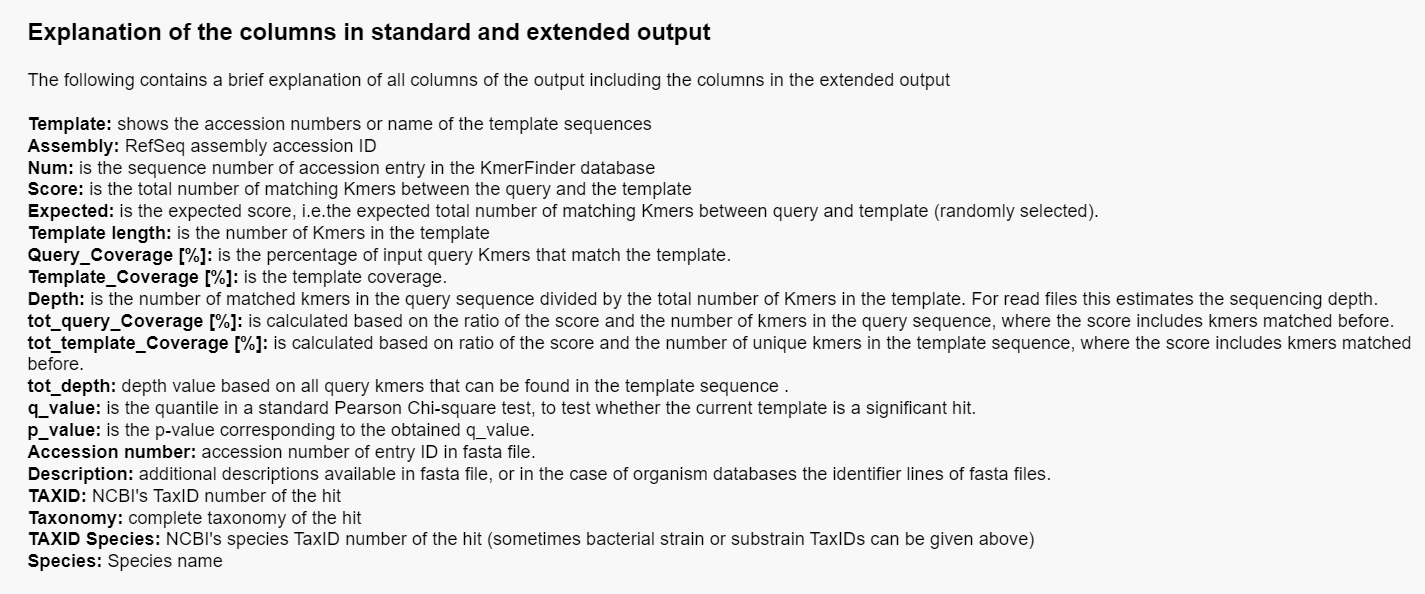 Explanation of the columns in standard and extended output
The following contains a brief explanation of all columns of the output including the columns in the extended output
Template: shows the accession numbers or name of the template sequences
Assembly: RefSeq assembly accession ID
Num: is the sequence number of accession entry in the KmerFinder database
Score: is the total number of matching Kmers between the query and the template
Expected: is the expected score, i.e.the expected total number of matching Kmers between query and template (randomly selected).
Template length: is the number of Kmers in the template
Query_Coverage [%]: is the percentage of input query Kmers that match the template.
Template_Coverage [%]: is the template coverage.
Depth: is the number of matched kmers in the query sequence divided by the total number of Kmers in the template. For read files this estimates the sequencing depth.
tot_query_Coverage [%]: is calculated based on the ratio of the score and the number of kmers in the query sequence, where the score includes kmers matched before.
tot_template_Coverage [%]: is calculated based on ratio of the score and the number of unique kmers in the template sequence, where the score includes kmers matched
before.
tot_depth: depth value based on all query kmers that can be found in the template sequence .
q_value: is the quantile in a standard Pearson Chi-square test, to test whether the current template is a significant hit.
p_value: is the p-value corresponding to the obtained q_value.
Accession number: accession number of entry ID in fasta file.
Description: additional descriptions available in fasta file, or in the case of organism databases the identifier lines of fasta files.
TAXID: NCBI's TaxID number of the hit
Taxonomy: complete taxonomy of the hit
TAXID Species: NCBI's species TaxID number of the hit (sometimes bacterial strain or substrain TaxIDs can be given above)
Species: Species name